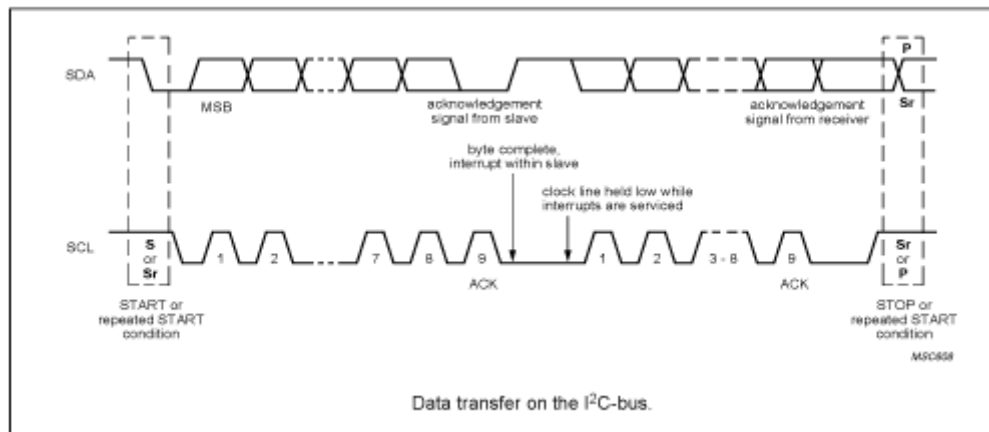 P
SDA
MSB
acknowledgement
signal from slave
acknowledgement
signal from receiver
Sr
byte complete,
interrupt within slave
clock line held low while
interrupts are serviced
SCL
S
or
Sr
1
2
7
8
9
1
2
3 - 8
9
Sr
or
P
ACK
ACK
START or
repeated START
condition
STOP or
repeated START
condition
MSC608
Data transfer on the I²C-bus.